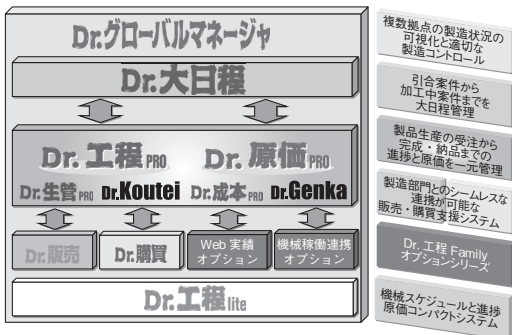 Dr.グローバルマネージャ
Dr.大日程
Dr.工程PRO
Dr.原価PRO
Dr.生管PRO
Dr.Koutei
Dr.成本PRO
Dr.Genka
Dr.販売
Dr.購買
Web 実績
オプション
機械稼働連携
オプション
Dr.工程lite
複数拠点の製造状況の
可視化と適切な
製造コントロール
引合案件から
加工中案件までを
大日程管理
製品生産の受注から
完成・納品までの
進捗と原価を一元管理
製造部門とのシームレスな
連携が可能な
販売・購買支援システム
Dr. 工程 Family
オプションシリーズ
機械スケジュールと進捗
原価コンパクトシステム